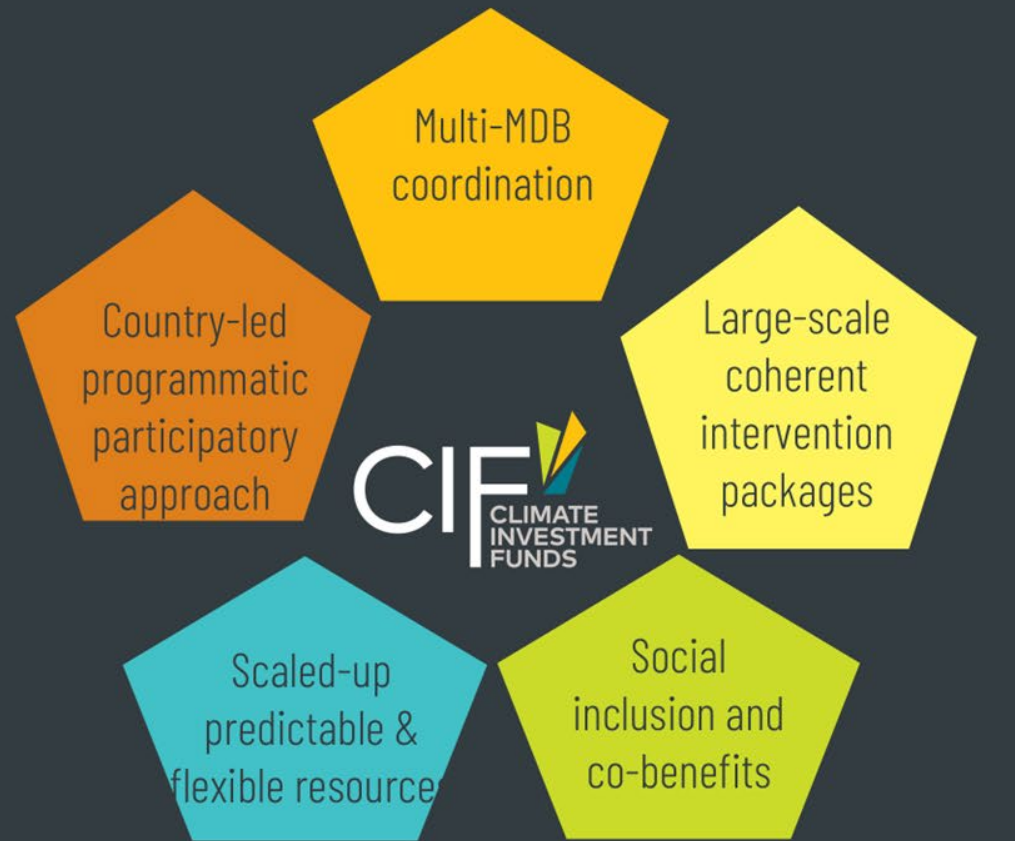 Multi-MDB
coordination
Country-led
programmatic
participatory
approach
Large-scale
coherent
intervention
packages
CIF
CLIMATE
INVESTMENT
FUNDS
Scaled-up
predictable &
flexible resources
Social
inclusion and
co-benefits